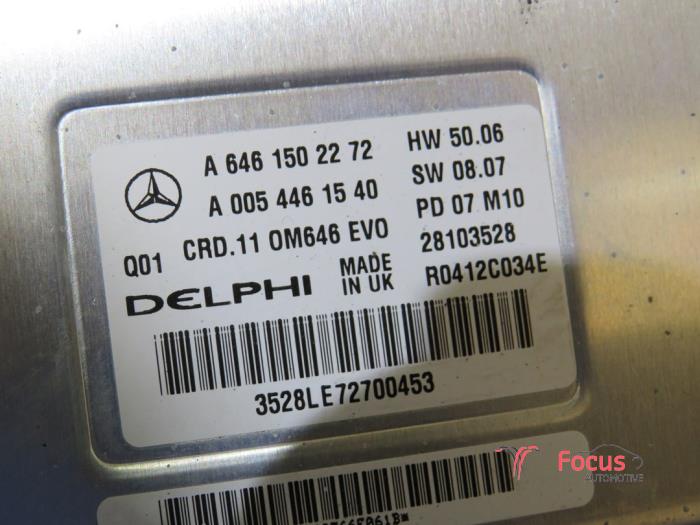 A 646 150 22 72 HW 50.06
A 005 446 15 40 SW 08.07
Q01 CRD.11 OM646 EVO PD 07 M10
28103528
DELPHI MADE IN UK R0412C034E
3528LE72700453
Focus
AUTOMOTIVE